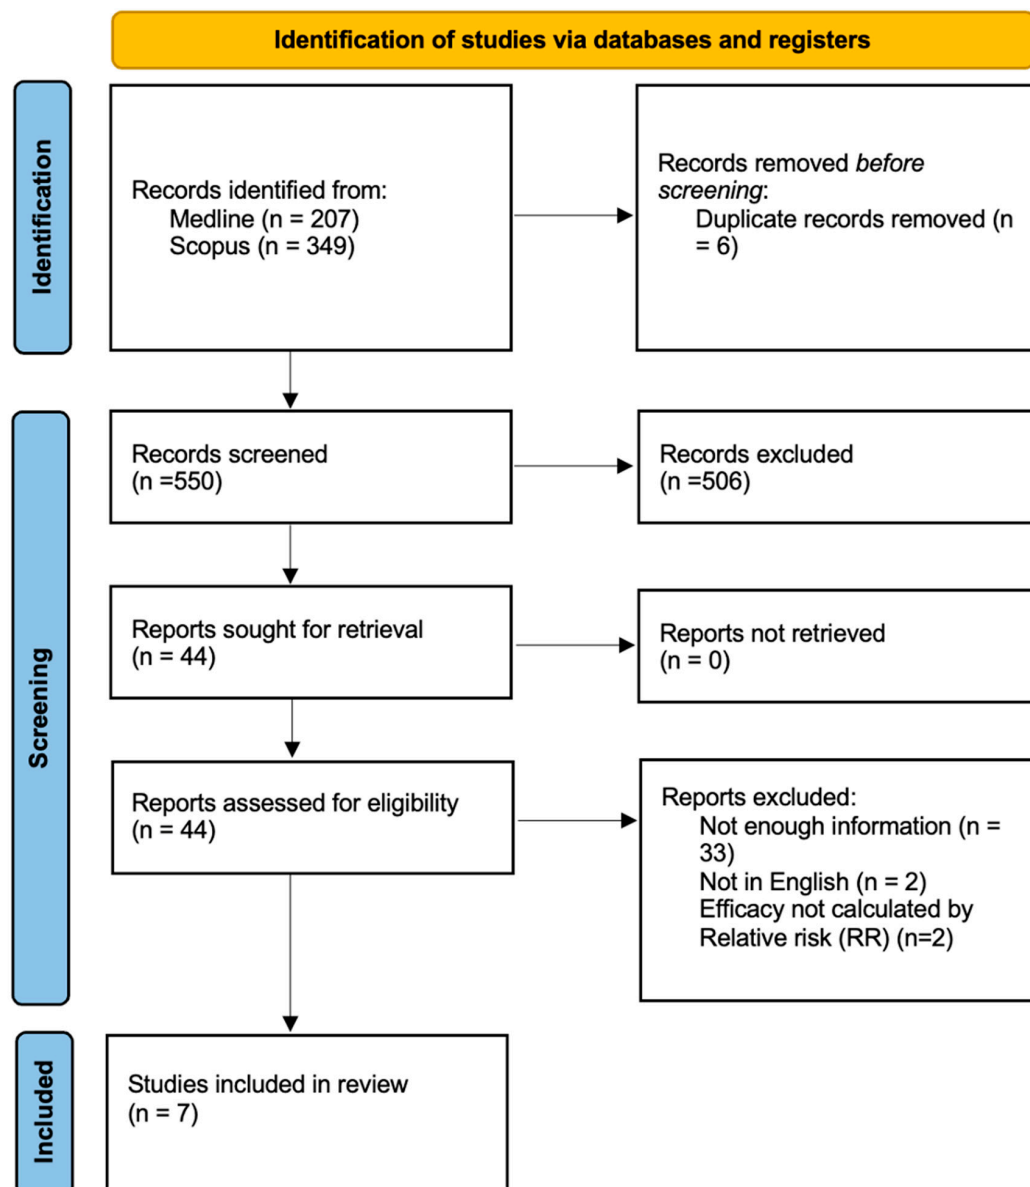 Identification of studies via databases and registers
Identification
Records identified from:
Medline (n = 207)
Scopus (n = 349)
Records removed before
screening:
Duplicate records removed (n
= 6)
Screening
Records screened
(n =550)
Records excluded
(n =506)
Reports sought for retrieval
(n = 44)
Reports not retrieved
(n = 0)
Reports assessed for eligibility
(n = 44)
Reports excluded:
Not enough information (n =
33)
Not in English (n = 2)
Efficacy not calculated by
Relative risk (RR) (n=2)
Included
Studies included in review
(n = 7)